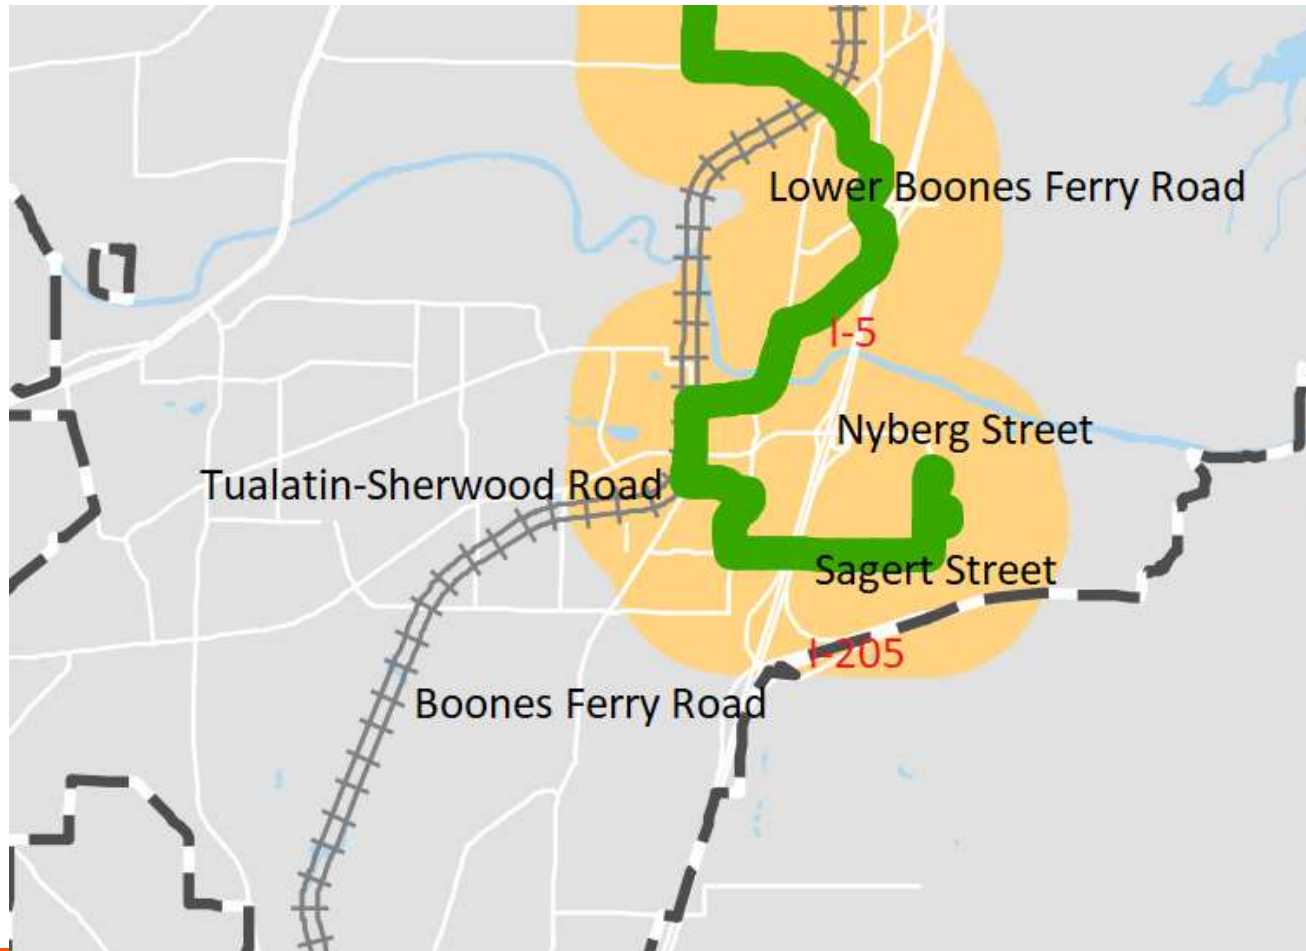 Lower Boones Ferry Road
I-5
Nyberg Street
Tualatin-Sherwood Road
Sagert Street
I-205
Boones Ferry Road